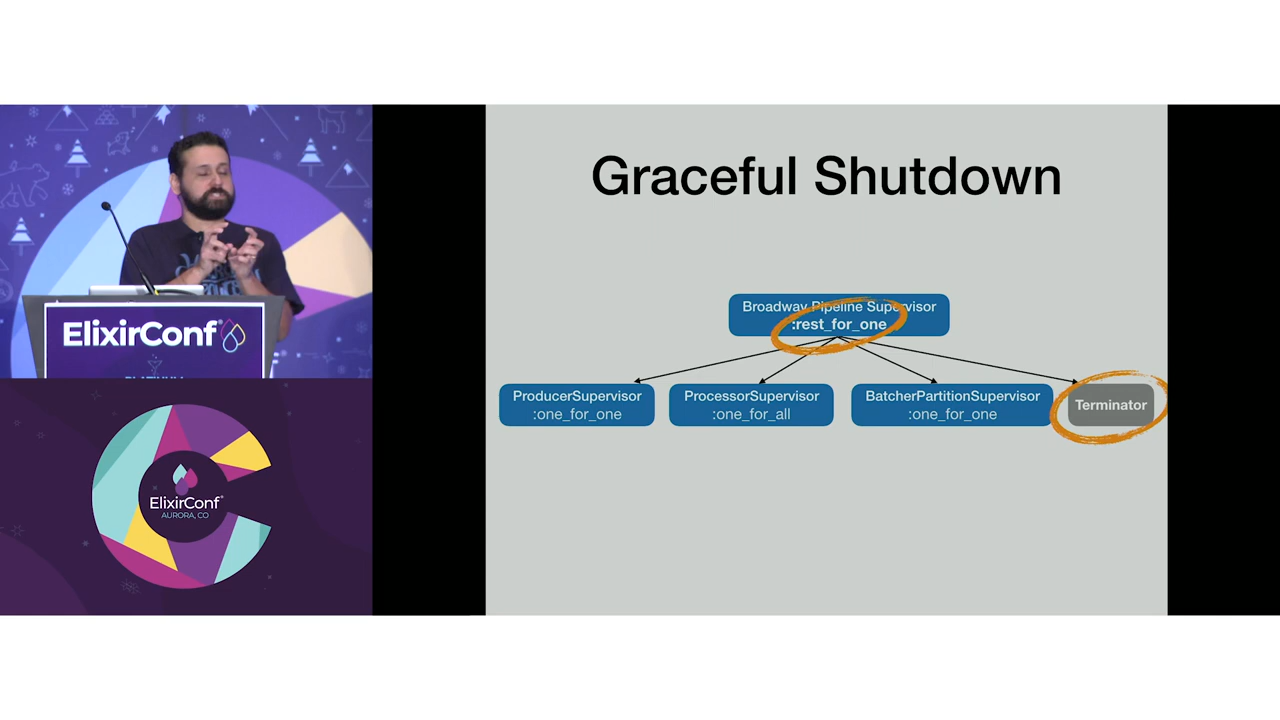 ElixirConf
ElixirConf
AURORA, CO
Graceful Shutdown
Broadway Pipeline Supervisor
:rest_for_one
ProducerSupervisor
:one_for_one
ProcessorSupervisor
:one_for_all
BatcherPartitionSupervisor
:one_for_one
Terminator